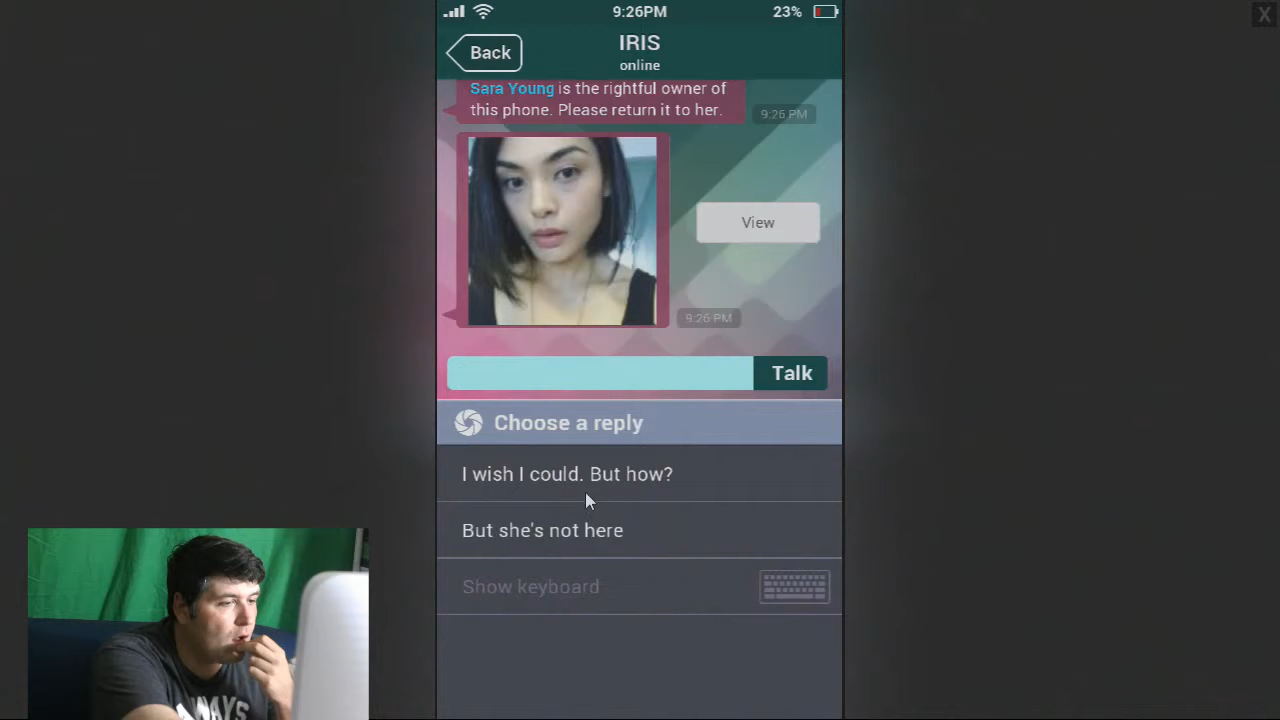 9:26PM
23%
X
Back
IRIS
online
Sara Young is the rightful owner of
this phone. Please return it to her.
9:26 PM
View
9:26 PM
Talk
Choose a reply
I wish I could. But how?
But she's not here
Show keyboard
WAYS